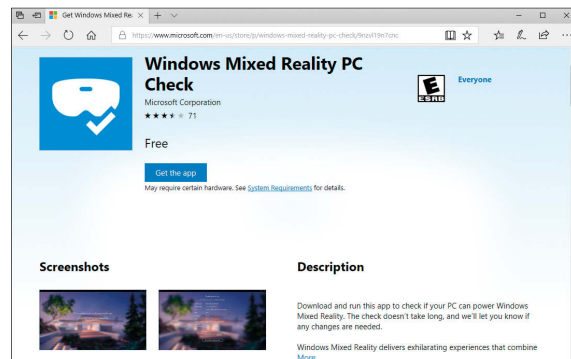 Get Windows Mixed Re
https://www.microsoft.com/en-us/store/p/windows-mixed-reality-pc-check/9nzvl19n7cnc
Windows Mixed Reality PC
Check
Microsoft Corporation
71
Free
Get the app
May require certain hardware. See System Requirements for details.
E
ESRB
Everyone
Screenshots
Description
Download and run this app to check if your PC can power Windows
Mixed Reality. The check doesn't take long, and we'll let you know if
any changes are needed.
Windows Mixed Reality delivers exhilarating experiences that combine
More